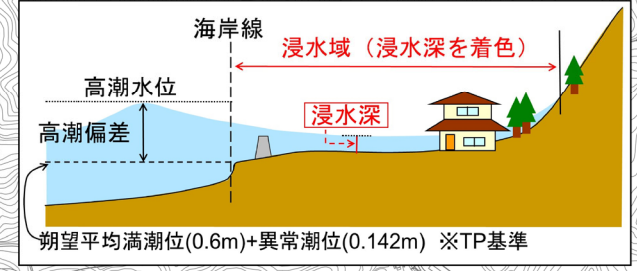 海岸線
浸水域（浸水深を着色）
高潮水位
浸水深
高潮偏差
朔望平均満潮位(0.6m)+異常潮位(0.142m) ※TP基準